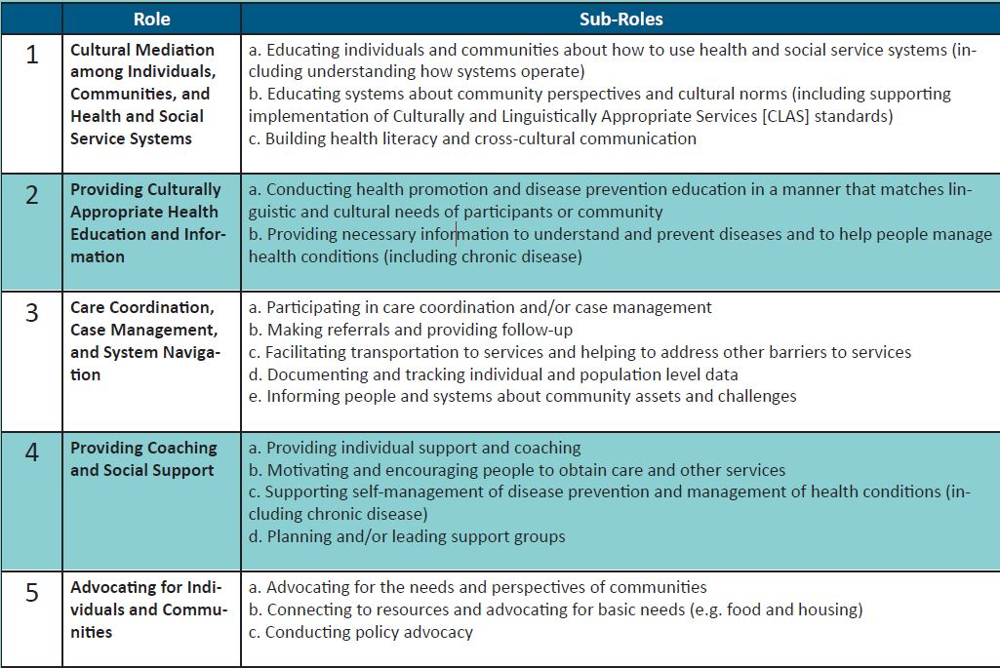 Role
Sub-Roles
1
Cultural Mediation
among Individuals,
Communities, and
Health and Social
Service Systems
a. Educating individuals and communities about how to use health and social service systems (in-
cluding understanding how systems operate)
b. Educating systems about community perspectives and cultural norms (including supporting
implementation of Culturally and Linguistically Appropriate Services [CLAS] standards)
c. Building health literacy and cross-cultural communication
2
Providing Culturally
Appropriate Health
Education and Infor-
mation
a. Conducting health promotion and disease prevention education in a manner that matches lin-
guistic and cultural needs of participants or community
b. Providing necessary information to understand and prevent diseases and to help people manage
health conditions (including chronic disease)
3
Care Coordination,
Case Management,
and System Naviga-
tion
a. Participating in care coordination and/or case management
b. Making referrals and providing follow-up
c. Facilitating transportation to services and helping to address other barriers to services
d. Documenting and tracking individual and population level data
e. Informing people and systems about community assets and challenges
4
Providing Coaching
and Social Support
a. Providing individual support and coaching
b. Motivating and encouraging people to obtain care and other services
c. Supporting self-management of disease prevention and management of health conditions (in-
cluding chronic disease)
d. Planning and/or leading support groups
5
Advocating for Indi-
viduals and Commu-
nities
a. Advocating for the needs and perspectives of communities
b. Connecting to resources and advocating for basic needs (e.g. food and housing)
c. Conducting policy advocacy